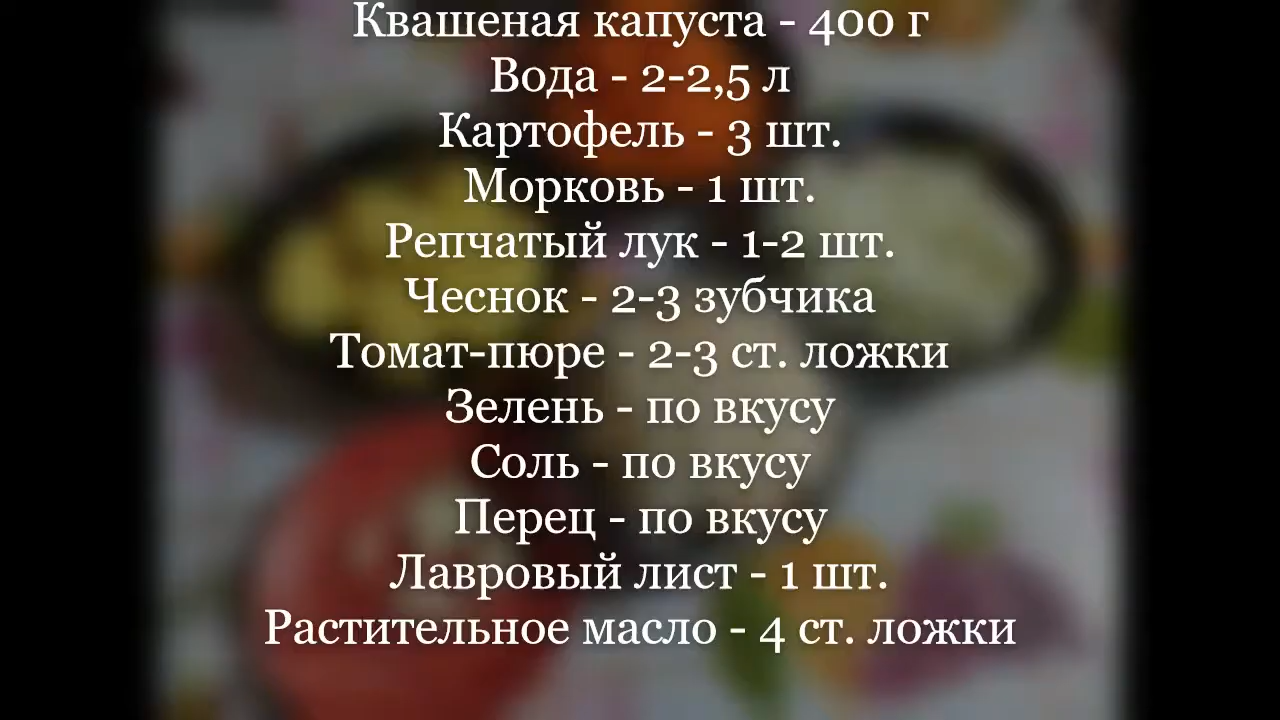 Квашеная капуста - 400 г
Вода - 2-2,5 л
Картофель - 3 шт.
Морковь - 1 шт.
Репчатый лук - 1-2 шт.
Чеснок - 2-3 зубчика
Томат-пюре - 2-3 ст. ложки
Зелень - по вкусу
Соль - по вкусу
Перец - по вкусу
Лавровый лист - 1 шт.
Растительное масло - 4 ст. ложки